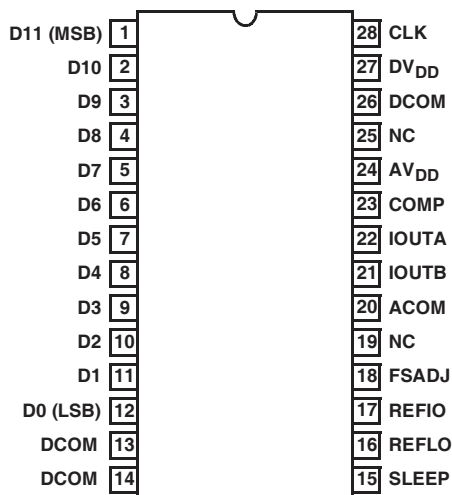 D11 (MSB) 1 28 CLK
D10 2 27 DVDD
D9 3 26 DCOM
D8 4 25 NC
D7 5 24 AVDD
D6 6 23 COMP
D5 7 22 IOUTA
D4 8 21 IOUTB
D3 9 20 ACOM
D2 10 19 NC
D1 11 18 FSADJ
D0 (LSB) 12 17 REFIO
DCOM 13 16 REFLO
DCOM 14 15 SLEEP